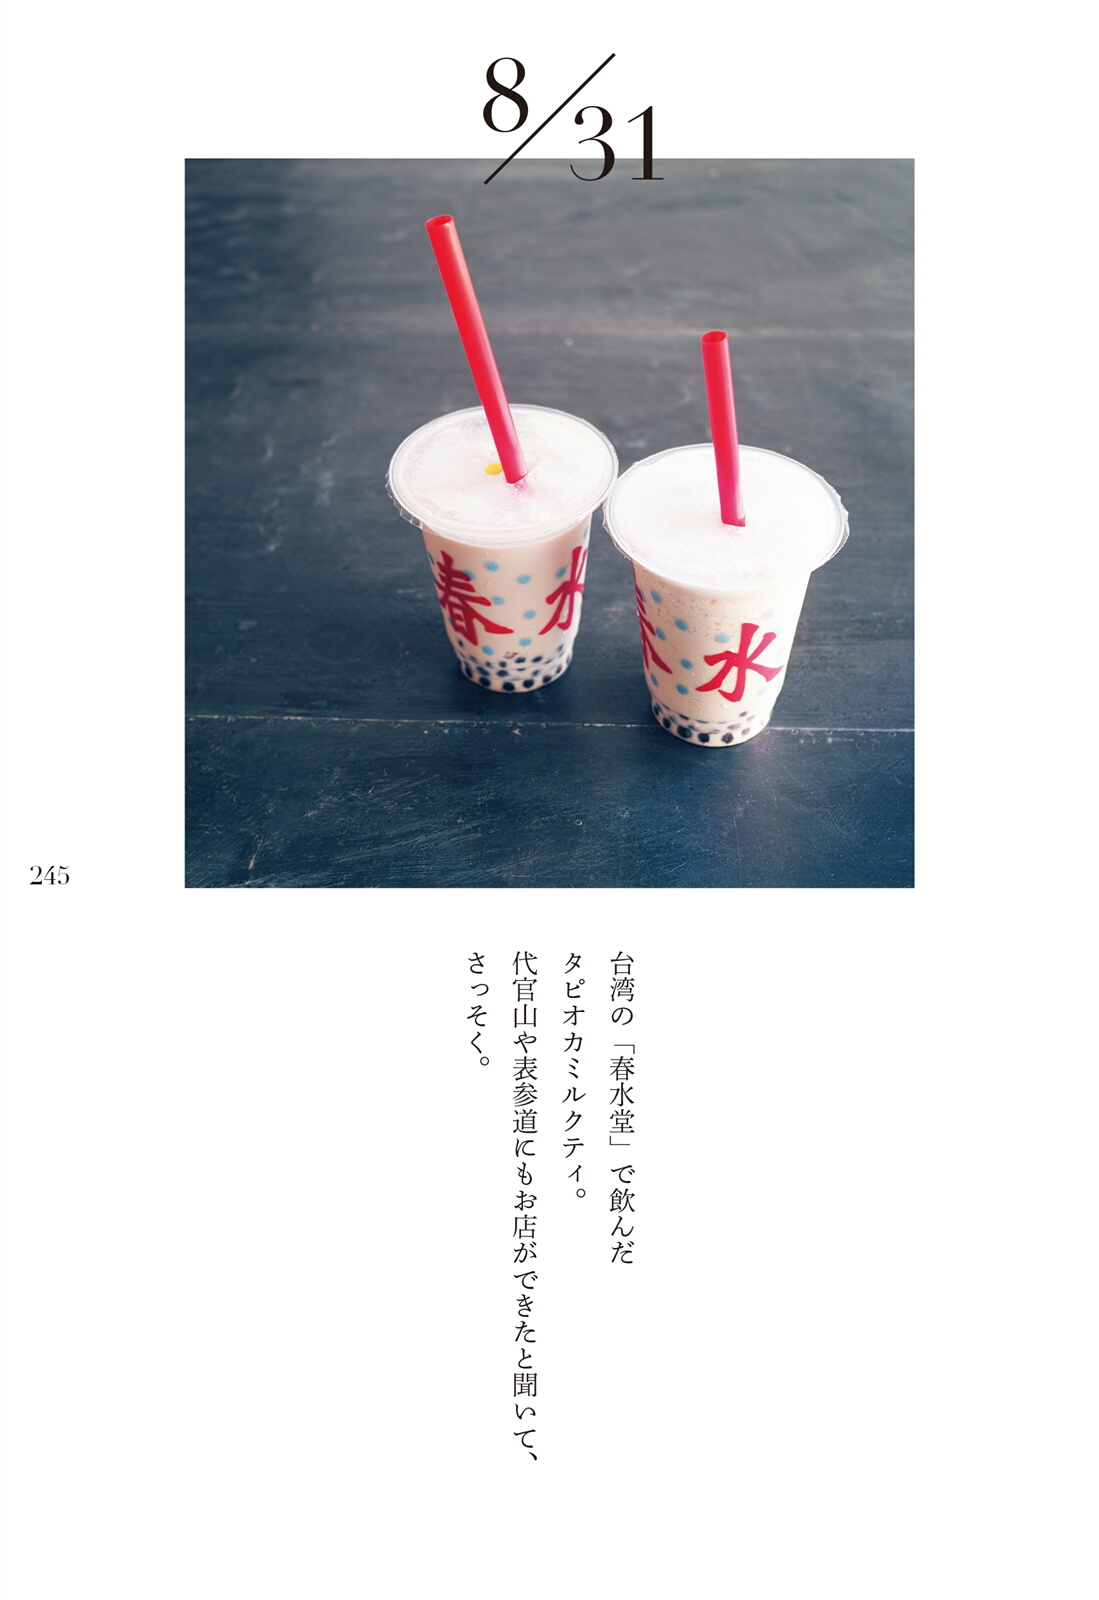 8/31
春水
春水
台湾の「春水堂」で飲んだ
タピオカミルクティ。
代官山や表参道にもお店ができたと聞いて、
さっそく。
245